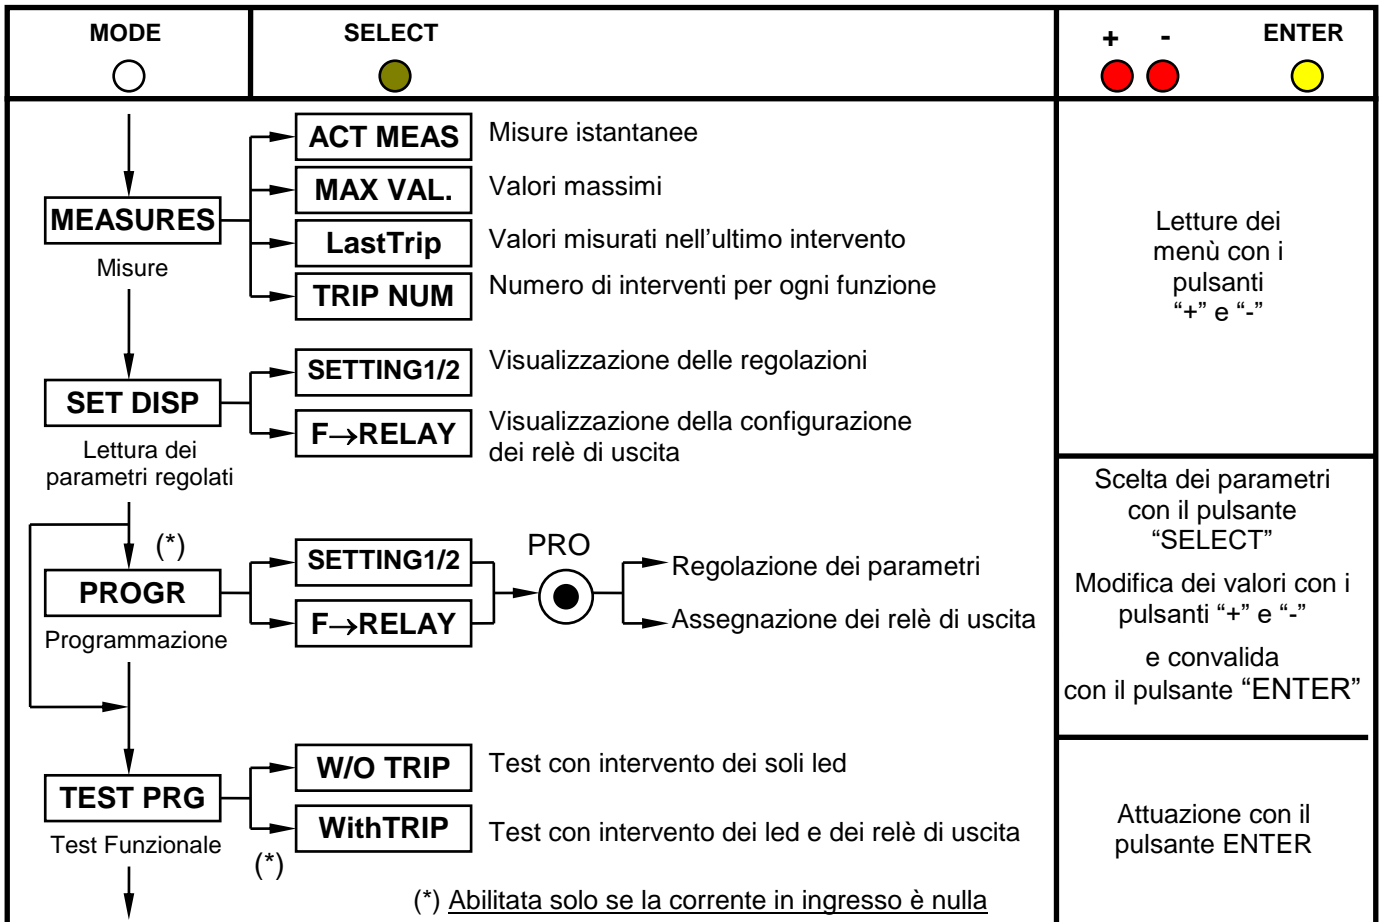 MODE
SELECT
+ -
ENTER
ACT MEAS
Misure istantanee
MAX VAL.
Valori massimi
MEASURES
Misure
LastTrip
Valori misurati nell’ultimo intervento
TRIP NUM
Numero di interventi per ogni funzione
Letture dei
menù con i
pulsanti
“+” e “-”
SETTING1/2
Visualizzazione delle regolazioni
SET DISP
Lettura dei
parametri regolati
F→RELAY
Visualizzazione della configurazione
dei relè di uscita
(*)
PROGR
Programmazione
SETTING1/2
F→RELAY
PRO
Regolazione dei parametri
Assegnazione dei relè di uscita
Scelta dei parametri
con il pulsante
“SELECT”
Modifica dei valori con i
pulsanti “+” e “-”
e convalida
con il pulsante “ENTER”
W/O TRIP
Test con intervento dei soli led
TEST PRG
Test Funzionale
WithTRIP
Test con intervento dei led e dei relè di uscita
(*)
Attuazione con il
pulsante ENTER
(*) Abilitata solo se la corrente in ingresso è nulla